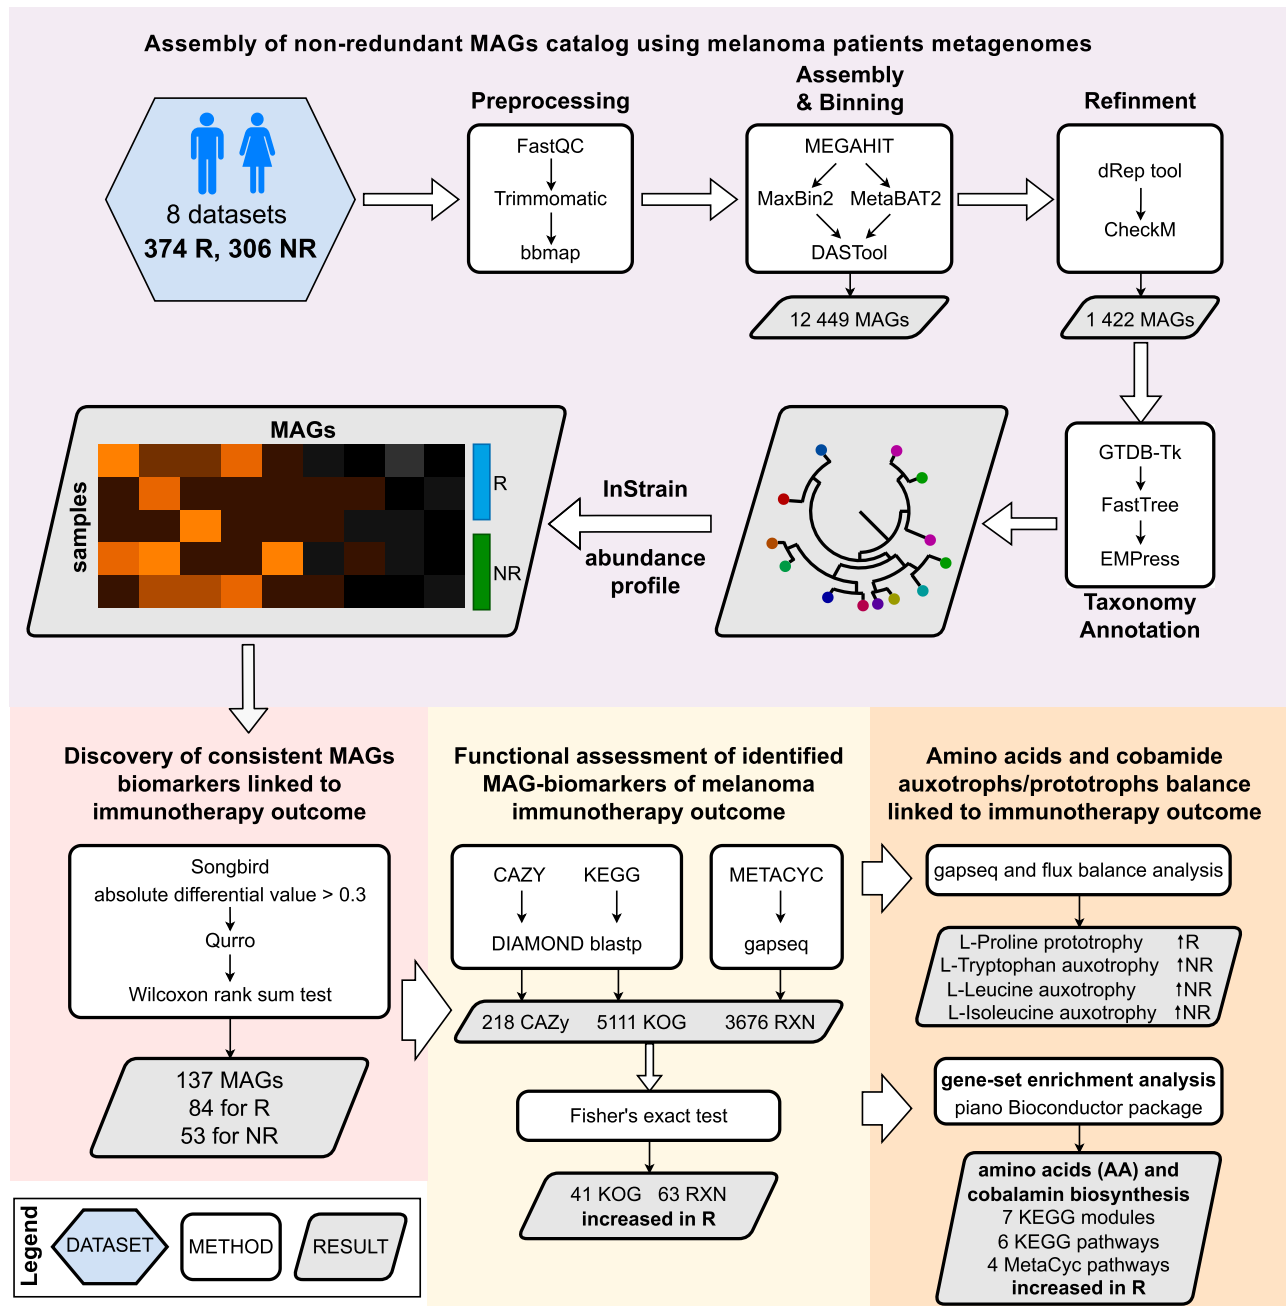 Assembly of non-redundant MAGs catalog using melanoma patients metagenomes
8 datasets
374 R, 306 NR
Preprocessing
FastQC
Trimmomatic
bbmap
Assembly
& Binning
MEGAHIT
MaxBin2 MetaBAT2
DASTool
12 449 MAGs
Refinment
dRep tool
CheckM
1 422 MAGs
GTDB-Tk
FastTree
EMPress
Taxonomy
Annotation
InStrain
abundance
profile
MAGs
samples
R
NR
Discovery of consistent MAGs
biomarkers linked to
immunotherapy outcome
Songbird
absolute differential value > 0.3
Qurro
Wilcoxon rank sum test
137 MAGs
84 for R
53 for NR
Functional assessment of identified
MAG-biomarkers of melanoma
immunotherapy outcome
CAZY KEGG
DIAMOND blastp
METACYC
gapseq
218 CAZy 5111 KOG 3676 RXN
Fisher's exact test
41 KOG 63 RXN
increased in R
Amino acids and cobamide
auxotrophs/prototrophs balance
linked to immunotherapy outcome
gapseq and flux balance analysis
L-Proline prototrophy ↑R
L-Tryptophan auxotrophy ↑NR
L-Leucine auxotrophy ↑NR
L-Isoleucine auxotrophy ↑NR
gene-set enrichment analysis
piano Bioconductor package
amino acids (AA) and
cobalamin biosynthesis
7 KEGG modules
6 KEGG pathways
4 MetaCyc pathways
increased in R
Legend
DATASET
METHOD
RESULT